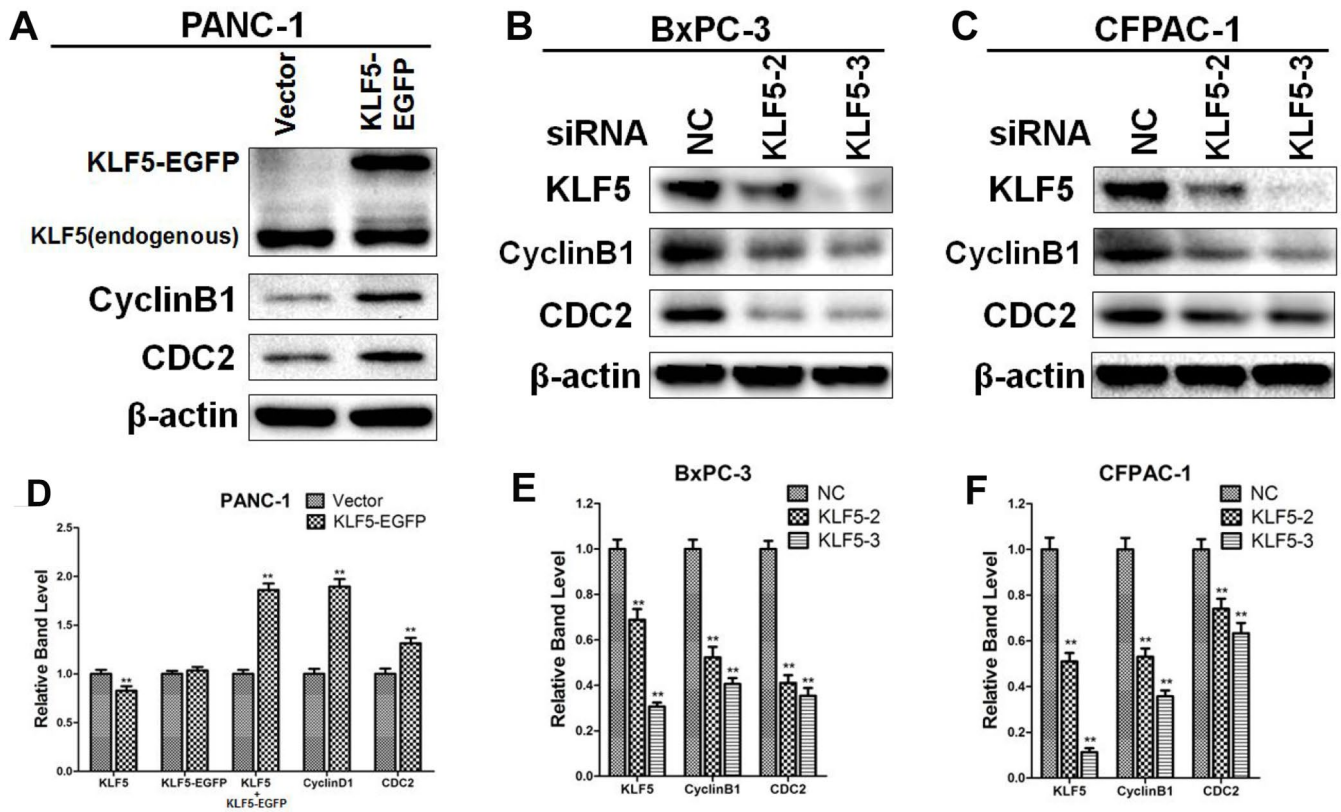 A
PANC-1
Vector
KLF5-
EGFP
KLF5-EGFP
KLF5(endogenous)
CyclinB1
CDC2
β-actin
B
BxPC-3
siRNA
NC
KLF5-2
KLF5-3
KLF5
CyclinB1
CDC2
β-actin
C
CFPAC-1
siRNA
NC
KLF5-2
KLF5-3
KLF5
CyclinB1
CDC2
β-actin
D
PANC-1
Vector
KLF5-EGFP
Relative Band Level
2.5
2.0
1.5
1.0
0.5
0.0
**
**
**
**
KLF5
KLF5-EGFP
KLF5
+
KLF5-EGFP
CyclinD1
CDC2
E
BxPC-3
NC
KLF5-2
KLF5-3
Relative Band Level
1.2
1.0
0.8
0.6
0.4
0.2
0.0
**
**
**
**
**
**
KLF5
CyclinB1
CDC2
F
CFPAC-1
NC
KLF5-2
KLF5-3
Relative Band Level
1.2
1.0
0.8
0.6
0.4
0.2
0.0
**
**
**
**
**
**
KLF5
CyclinB1
CDC2